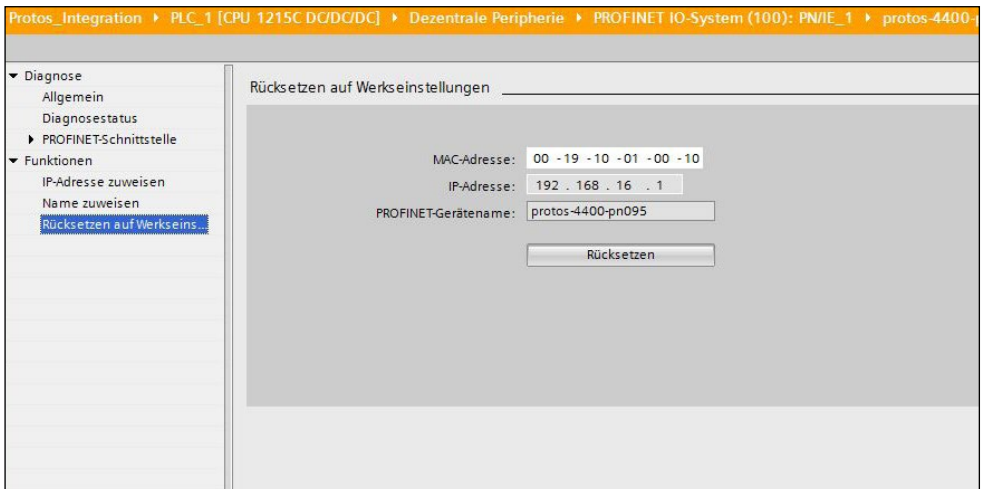 Protos_Integration ▸ PLC_1 [CPU 1215C DC/DC/DC] ▸ Dezentrale Peripherie ▸ PROFINET IO-System (100): PN/IE_1 ▸ protos-4400-
Diagnose
Allgemein
Diagnosestatus
PROFINET-Schnittstelle
Funktionen
IP-Adresse zuweisen
Name zuweisen
Rücksetzen auf Werkseins...
Rücksetzen auf Werkseinstellungen
MAC-Adresse: 00 -19 -10 -01 -00 -10
IP-Adresse: 192 . 168 . 16 . 1
PROFINET-Gerätename: protos-4400-pn095
Rücksetzen